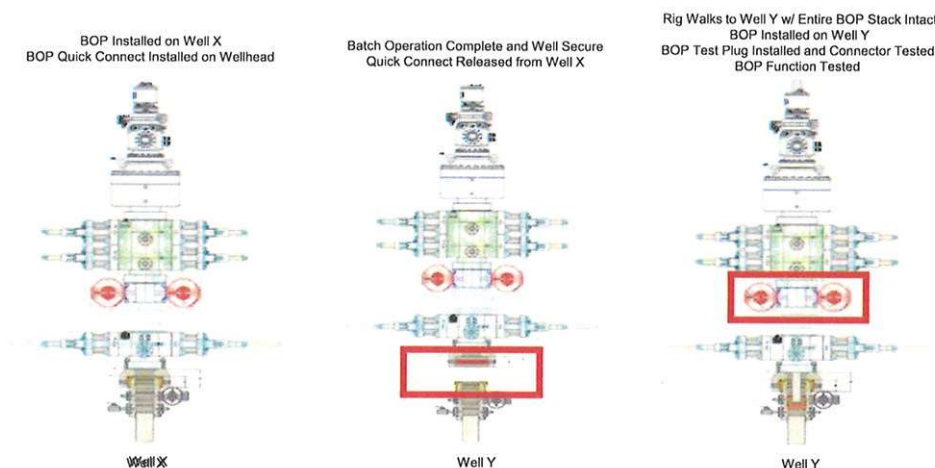 BOP Installed on Well X
BOP Quick Connect Installed on Wellhead
Batch Operation Complete and Well Secure
Quick Connect Released from Well X
Rig Walks to Well Y w/ Entire BOP Stack Intact
BOP Installed on Well Y
BOP Test Plug Installed and Connector Tested
BOP Function Tested
Well X
Well Y
Well Y